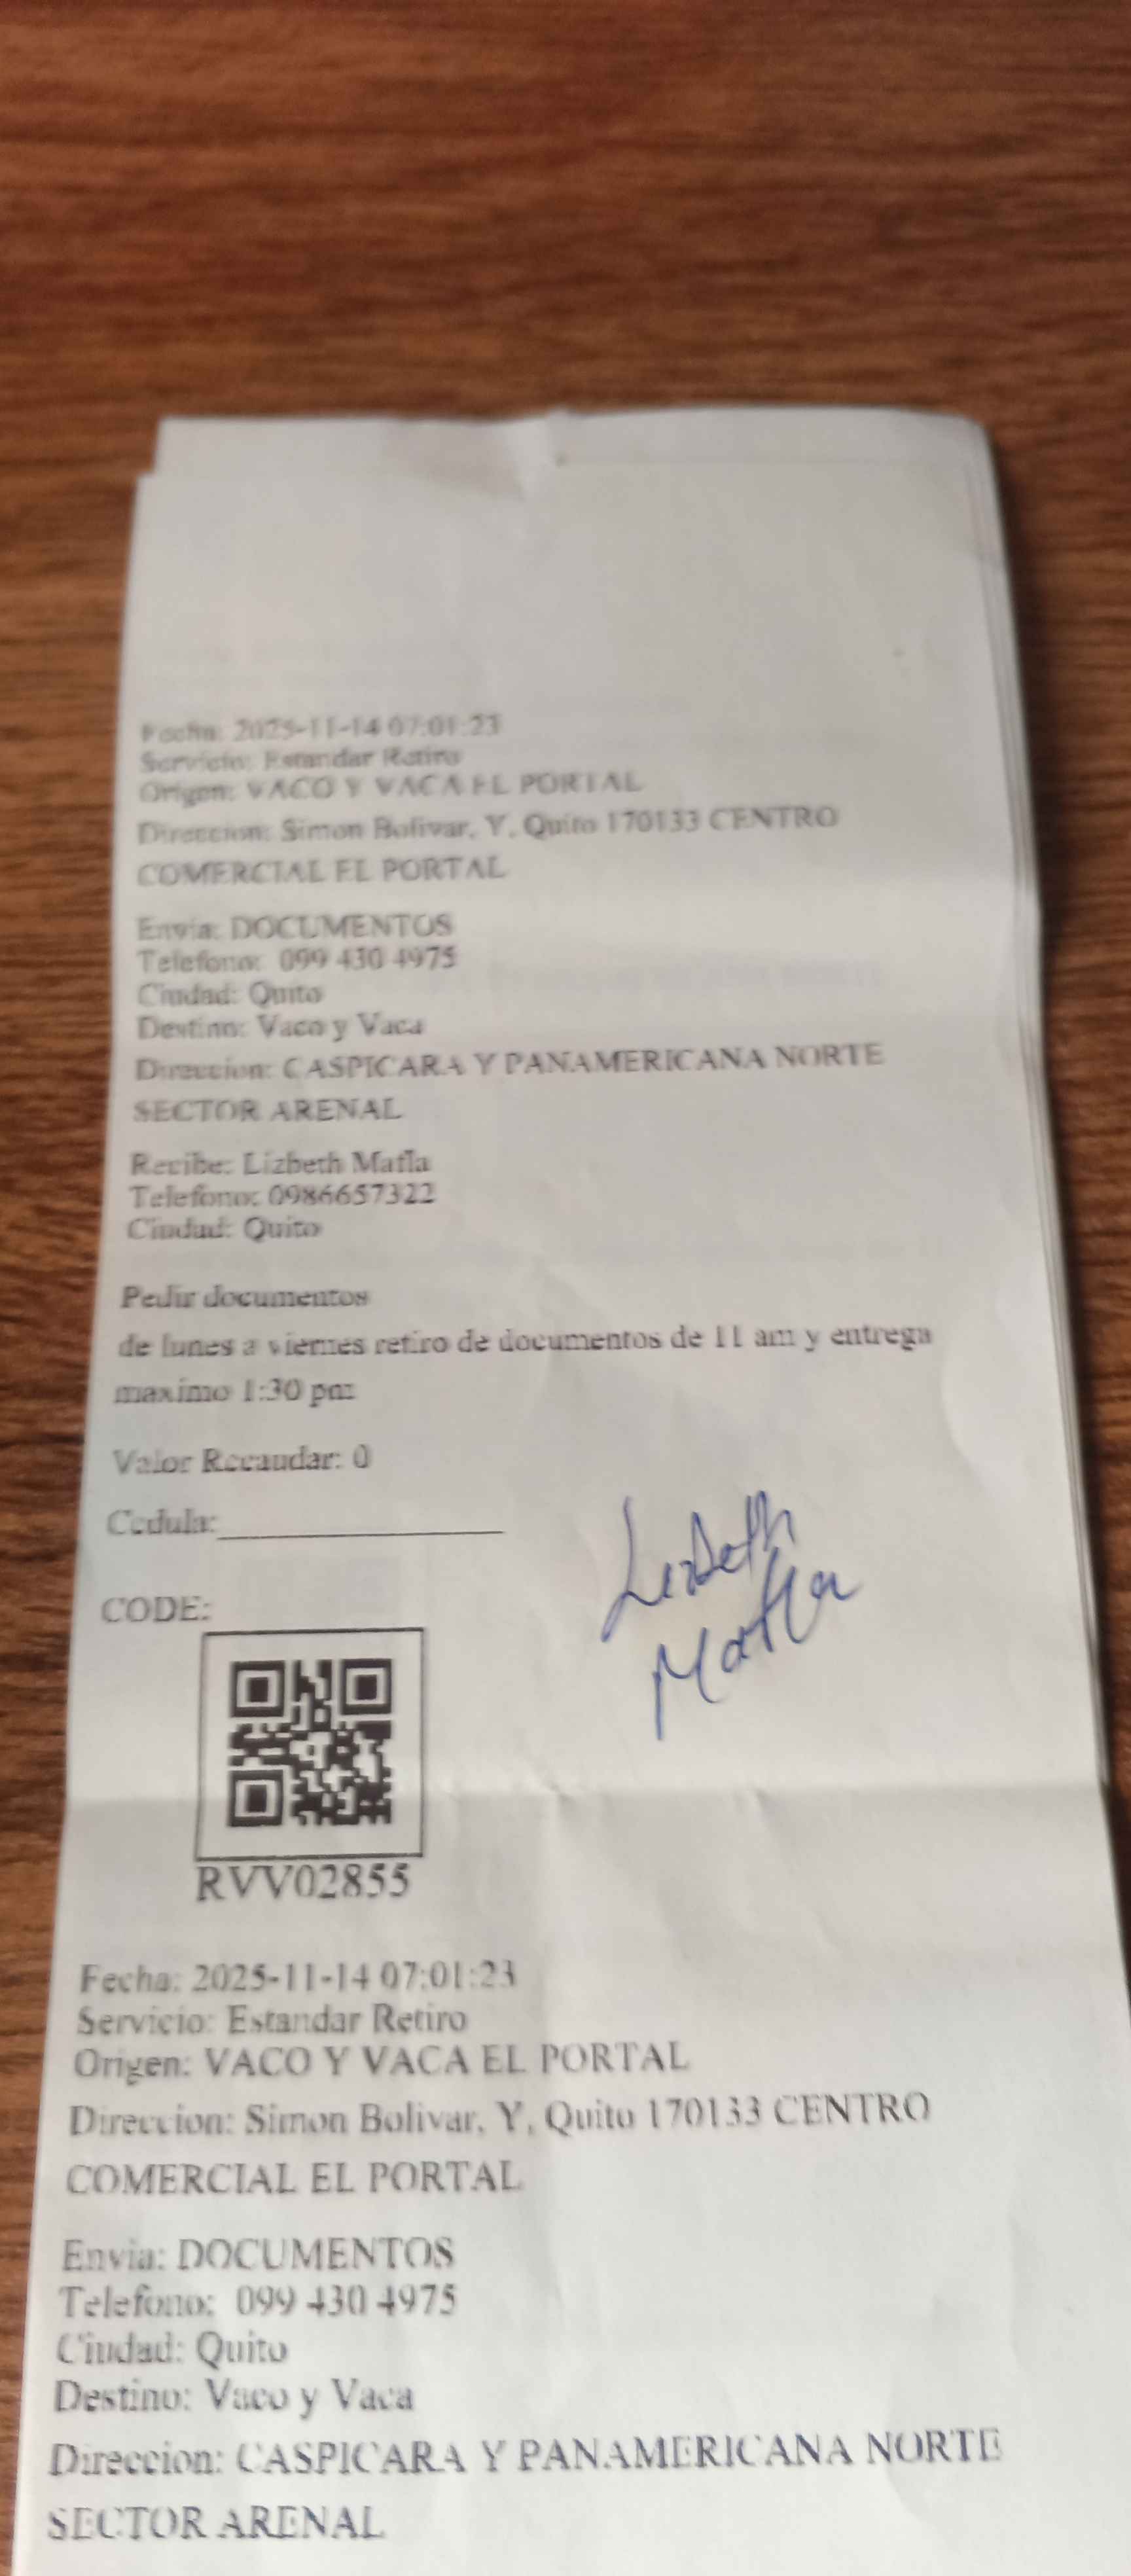 Fecha: 2025-11-14 07:01:23
Servicio: Estandar Retiro
Origen: VACO Y VACA EL PORTAL
Direccion: Simon Bolivar, Y, Quito 170133 CENTRO
COMERCIAL EL PORTAL
Envia: DOCUMENTOS
Telefono: 099 430 4975
Ciudad: Quito
Destino: Vaco y Vaca
Direccion: CASPICARA Y PANAMERICANA NORTE
SECTOR ARENAL
Recibe: Lizbeth Mafla
Telefono: 0986657322
Ciudad: Quito
Pedir documentos
de lunes a viernes retiro de documentos de 11 am y entrega
maximo 1:30 pm
Valor Recaudar: 0
Cedula:
Lizbeth
Mafla
CODE:
RVV02855
Fecha: 2025-11-14 07:01:23
Servicio: Estandar Retiro
Origen: VACO Y VACA EL PORTAL
Direccion: Simon Bolivar, Y, Quito 170133 CENTRO
COMERCIAL EL PORTAL
Envia: DOCUMENTOS
Telefono: 099 430 4975
Ciudad: Quito
Destino: Vaco y Vaca
Direccion: CASPICARA Y PANAMERICANA NORTE
SECTOR ARENAL